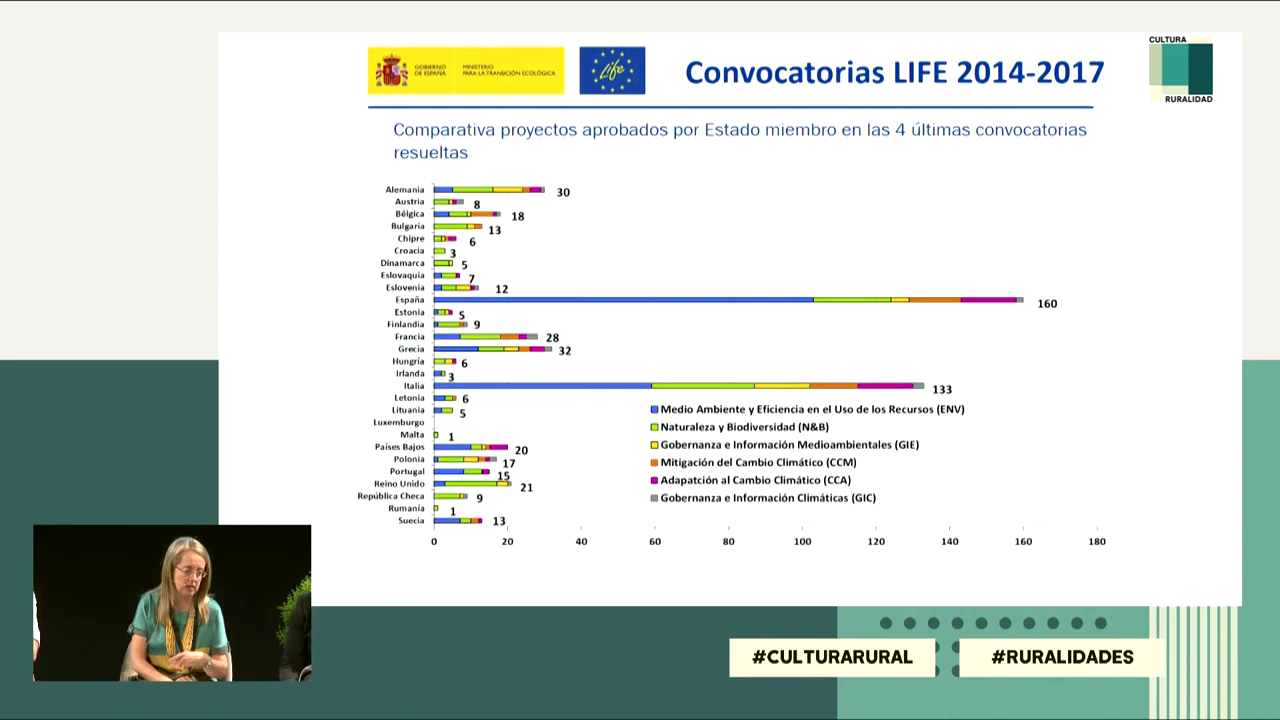 GOBIERNO
DE ESPAÑA
MINISTERIO
PARA LA TRANSICIÓN ECOLÓGICA
Life
Convocatorias LIFE 2014-2017
CULTURA
RURALIDAD
Comparativa proyectos aprobados por Estado miembro en las 4 últimas convocatorias
resueltas
Alemania 30
Austria 8
Bélgica 18
Bulgaria 13
Chipre 6
Croacia 3
Dinamarca 5
Eslovaquia 7
Eslovenia 12
España 160
Estonia 5
Finlandia 9
Francia 28
Grecia 32
Hungría 6
Irlanda 3
Italia 133
Letonia 6
Lituania 5
Luxemburgo
Malta 1
Países Bajos 20
Polonia 17
Portugal 15
Reino Unido 21
República Checa 9
Rumanía 1
Suecia 13
Medio Ambiente y Eficiencia en el Uso de los Recursos (ENV)
Naturaleza y Biodiversidad (N&B)
Gobernanza e Información Medioambientales (GIE)
Mitigación del Cambio Climático (CCM)
Adapatción al Cambio Climático (CCA)
Gobernanza e Información Climáticas (GIC)
0 20 40 60 80 100 120 140 160 180
#CULTURARURAL
#RURALIDADES